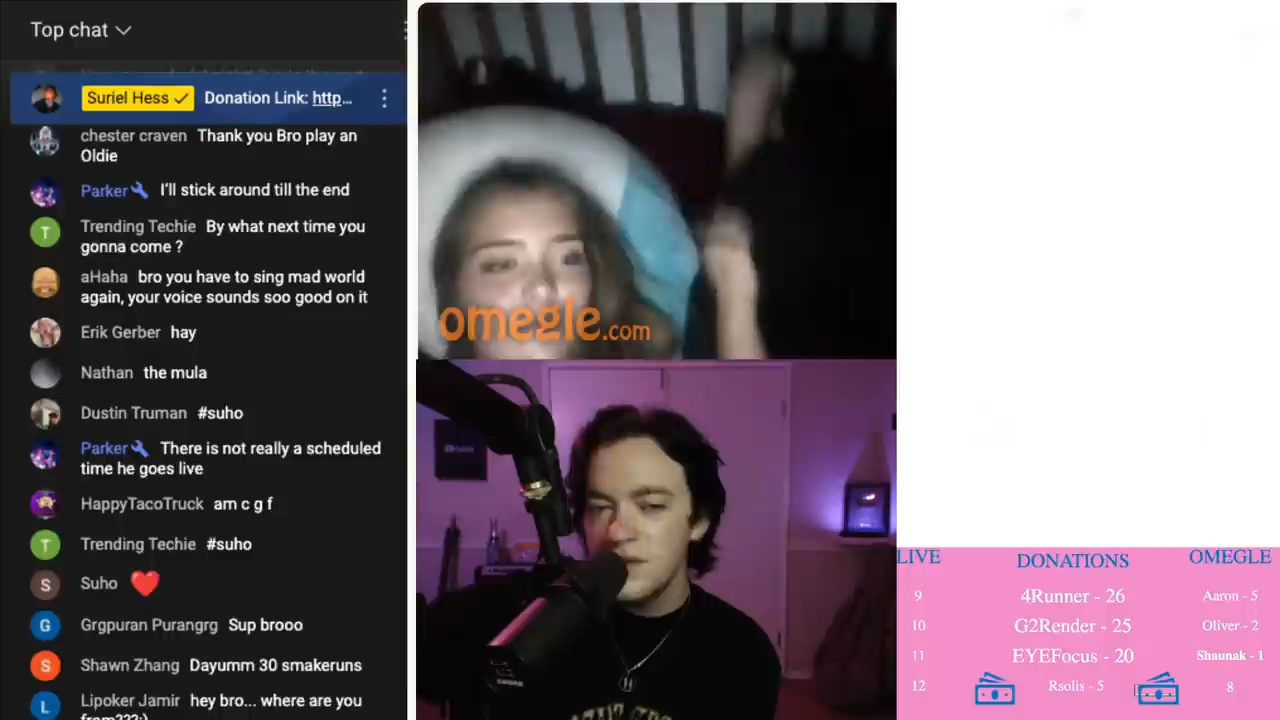 Top chat
Suriel Hess Donation Link: http...
chester craven Thank you Bro play an
Oldie
Parker I'll stick around till the end
Trending Techie By what next time you
gonna come ?
aHaha bro you have to sing mad world
again, your voice sounds soo good on it
Erik Gerber hay
Nathan the mula
Dustin Truman #suho
Parker There is not really a scheduled
time he goes live
HappyTacoTruck am c g f
T
Trending Techie #suho
S
Suho
G
Grgpuran Purangrg Sup brooo
S
Shawn Zhang Dayumm 30 smakeruns
L
Lipoker Jamir hey bro... where are you
from???:)
omegle.com
LIVE
9
10
11
12
DONATIONS
4Runner - 26
G2Render - 25
EYEFocus - 20
Rsolis - 5
OMEGLE
Aaron - 5
Oliver - 2
Shaunak - 1
8